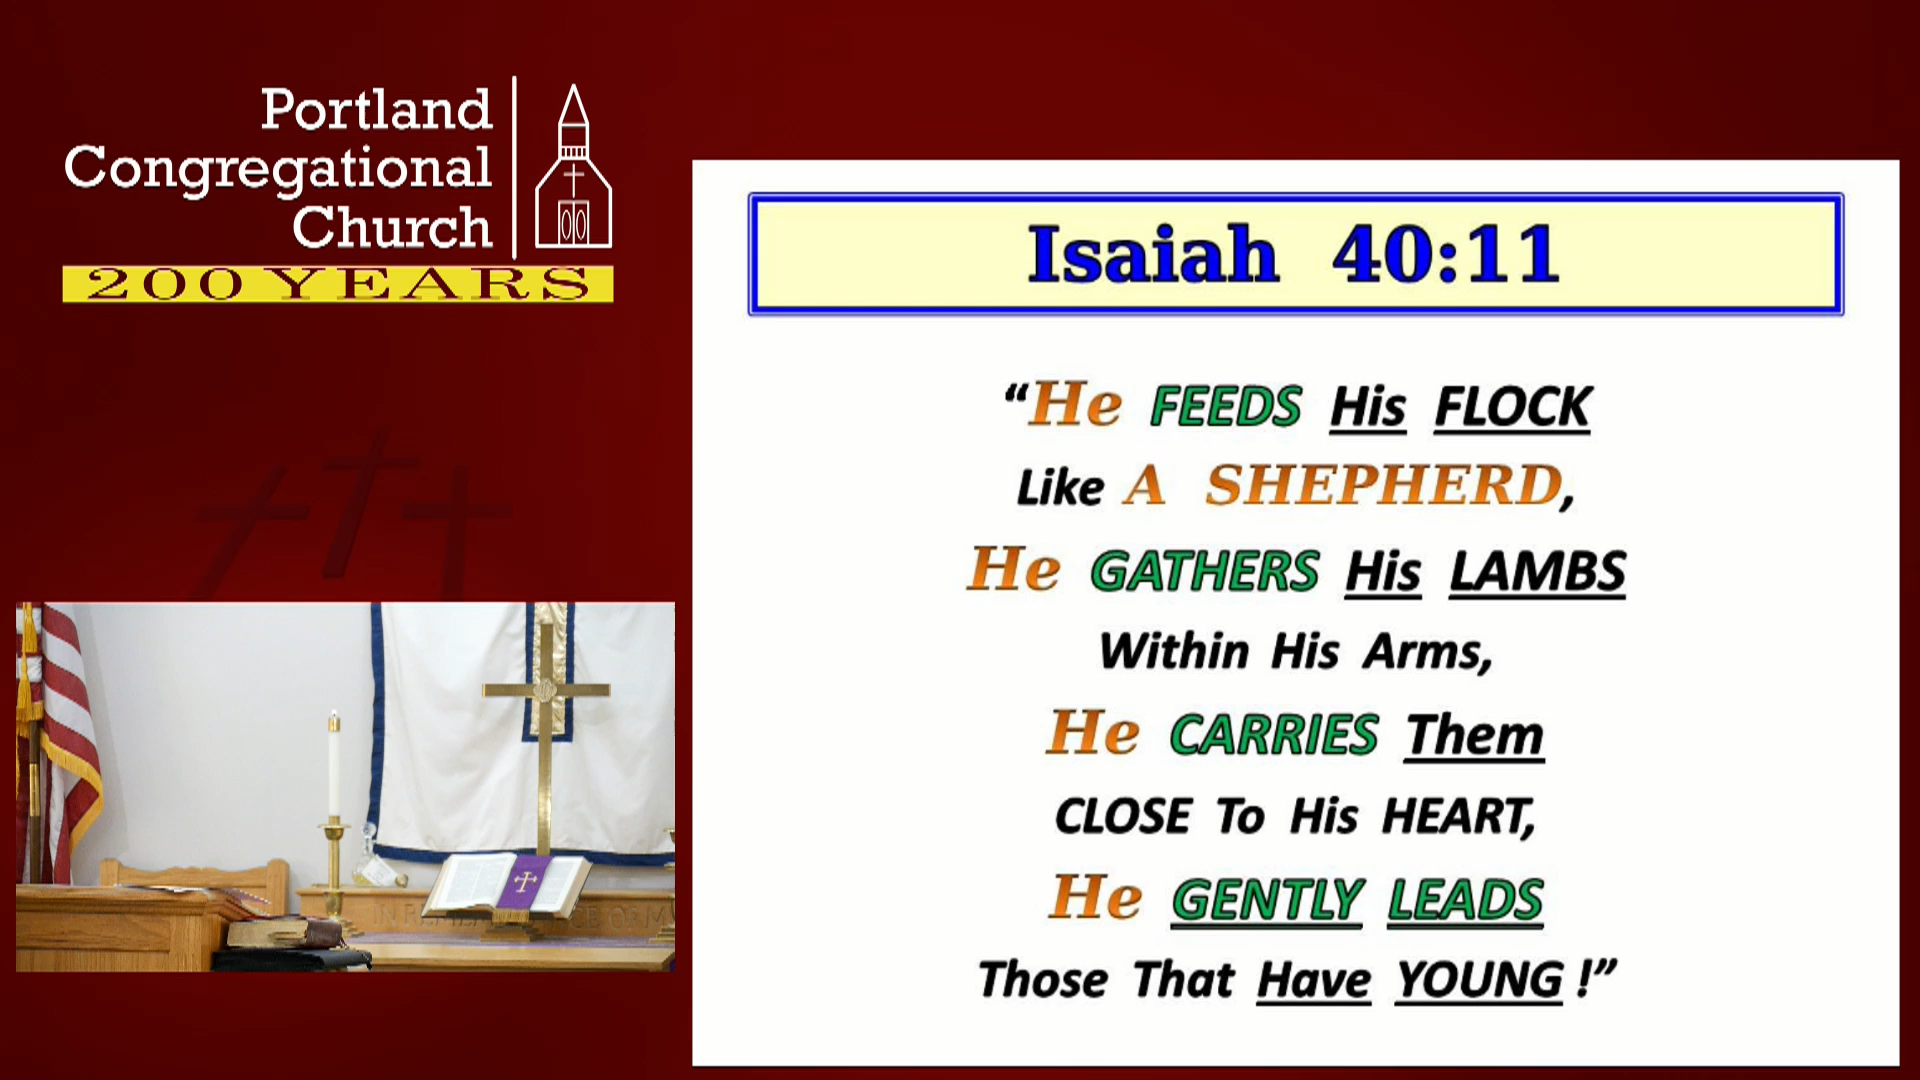 Portland
Congregational
Church
200 YEARS
Isaiah 40:11
“He FEEDS His FLOCK
Like A SHEPHERD,
He GATHERS His LAMBS
Within His Arms,
He CARRIES Them
CLOSE To His HEART,
He GENTLY LEADS
Those That Have YOUNG !”